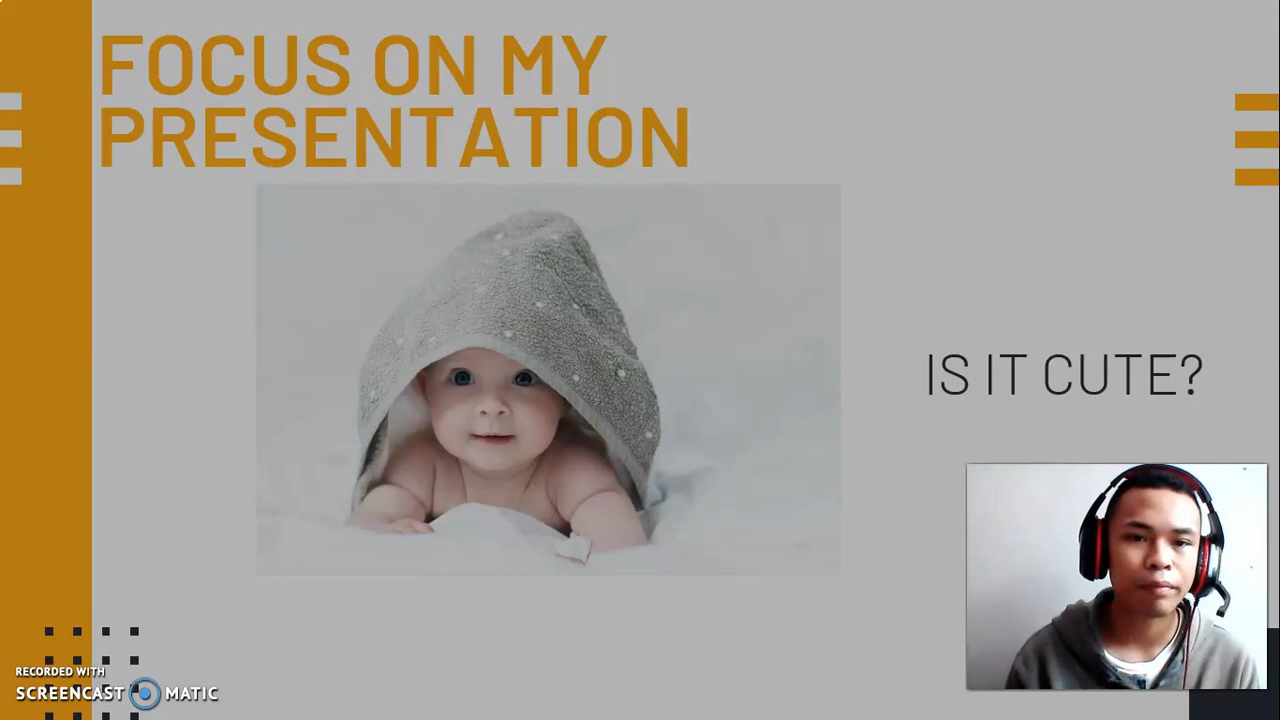 FOCUS ON MY
PRESENTATION
IS IT CUTE?
RECORDED WITH
SCREENCAST MATIC